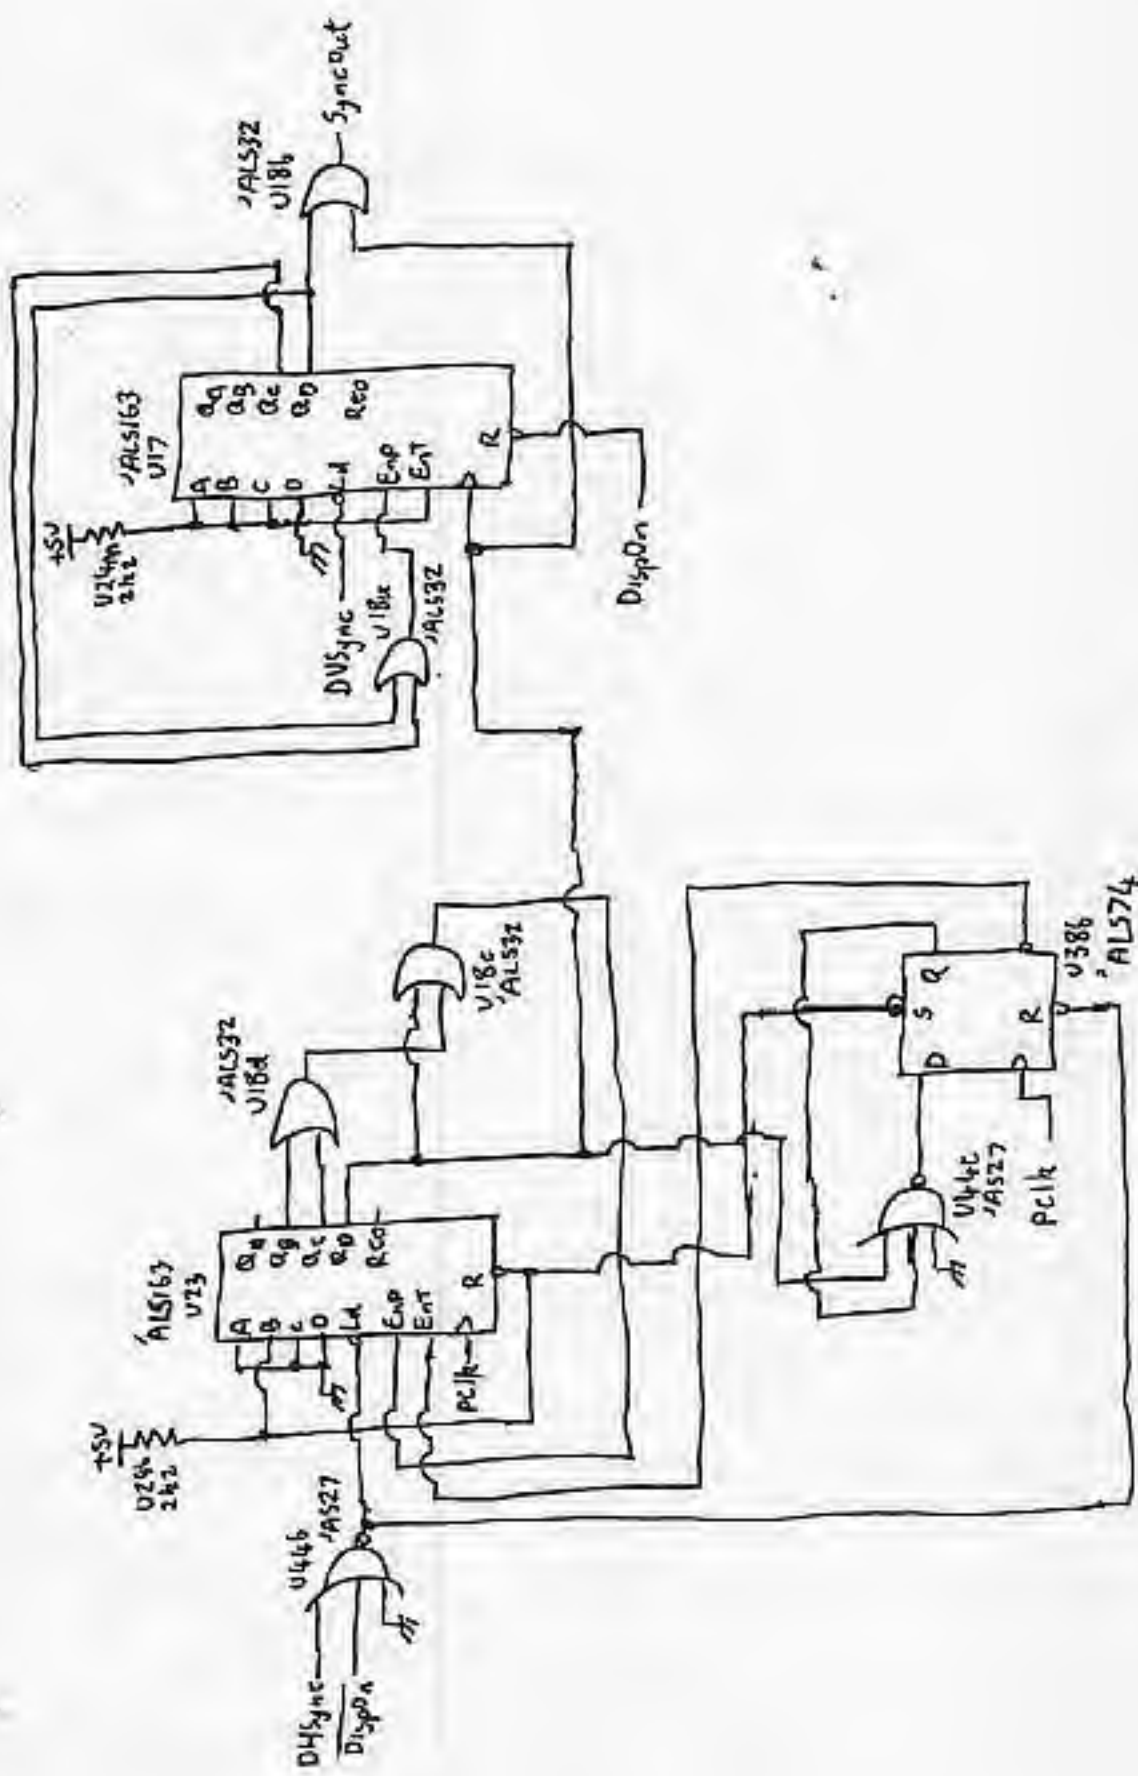 DHSync
DispOn
U44b
'AS27
+5V
U24h
2k2
'ALS163
U23
A
B
C
D
Ld
EnP
EnT
PClk
QA
QB
QC
QD
RCO
R
'ALS32
U18d
U18c
'ALS32
U44c
'AS27
PClk
D
S
Q
R
U38b
'ALS74
+5V
2k2
'ALS163
U17
DVSync
'ALS32
A
B
C
D
Ld
EnP
EnT
QA
QB
QC
QD
RCO
R
DispOn
'ALS32
U18b
SyncOut